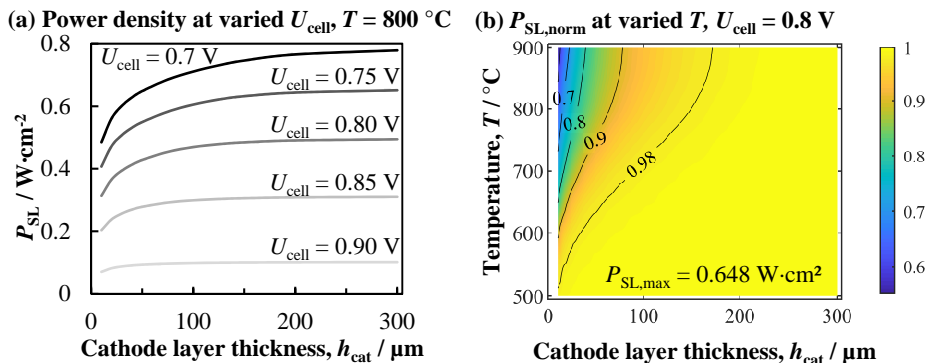 (a) Power density at varied U_cell, T = 800 °C
U_cell = 0.7 V
U_cell = 0.75 V
U_cell = 0.80 V
U_cell = 0.85 V
U_cell = 0.90 V
P_SL / W·cm⁻²
0.8
0.6
0.4
0.2
0
0 100 200 300
Cathode layer thickness, h_cat / µm
(b) P_SL,norm at varied T, U_cell = 0.8 V
Temperature, T / °C
900
800
700
600
500
0.7
0.8
0.9
0.98
P_SL,max = 0.648 W·cm²
0 100 200 300
Cathode layer thickness, h_cat / µm
1
0.9
0.8
0.7
0.6